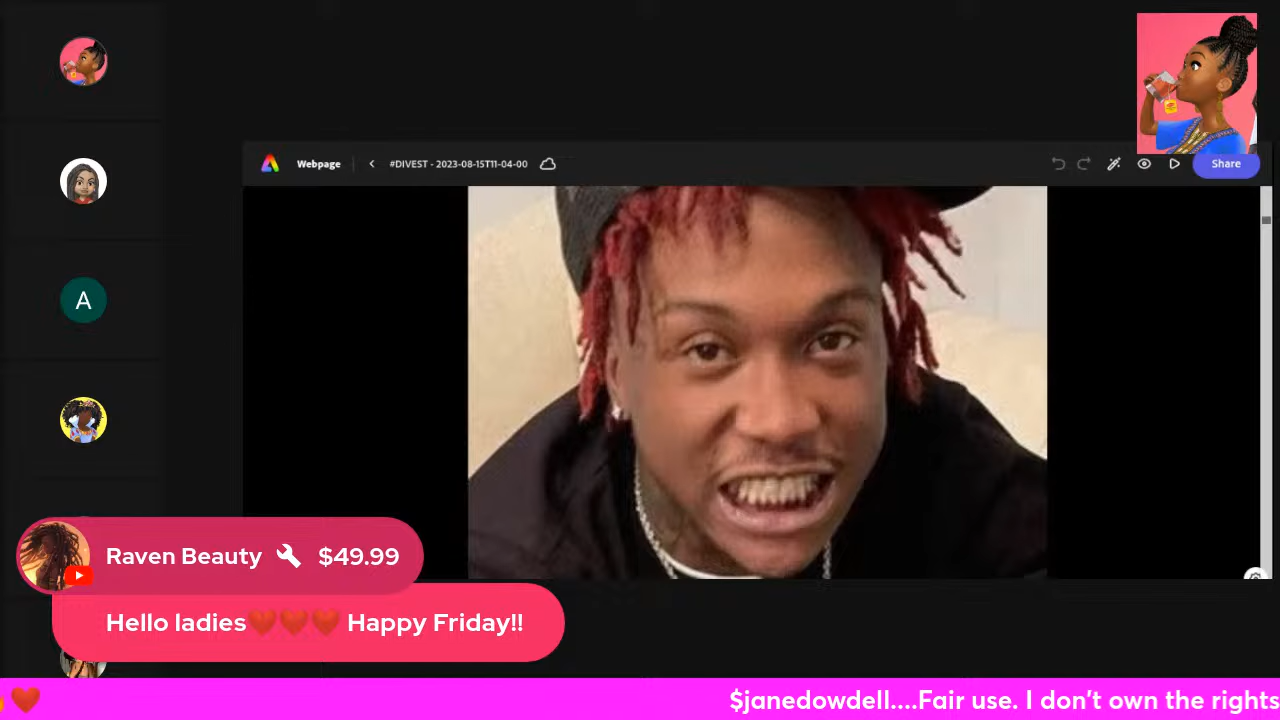 Webpage
#DIVEST - 2023-08-15T11-04-00
Share
A
Raven Beauty $49.99
Hello ladies❤️❤️❤️ Happy Friday!!
❤️ $janedowdell....Fair use. I don't own the rights